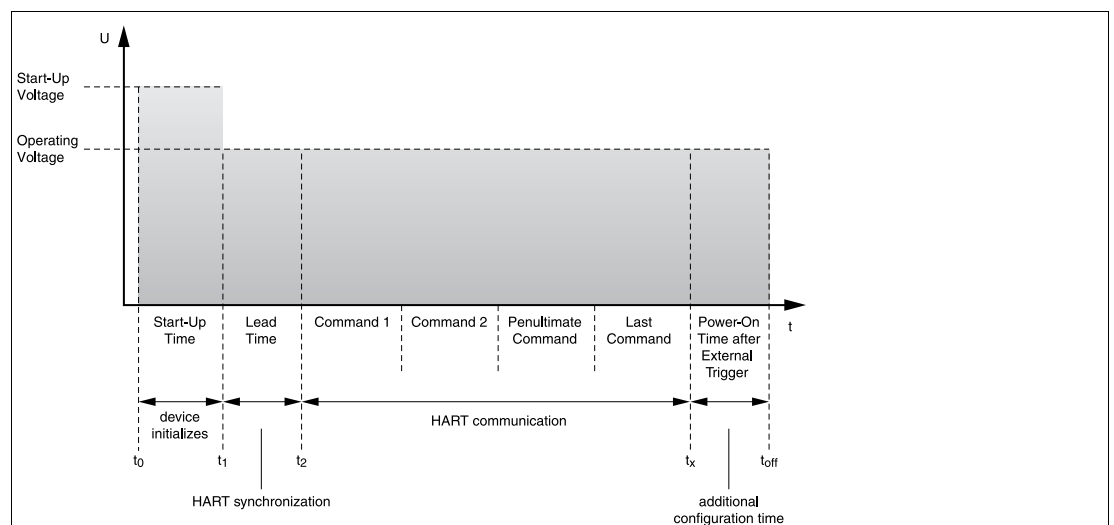 U
Start-Up
Voltage
Operating
Voltage
Start-Up
Time
Lead
Time
Command 1
Command 2
Penultimate
Command
Last
Command
Power-On
Time after
External
Trigger
t
device
initializes
HART communication
t0
t1
t2
tx
toff
HART synchronization
additional
configuration time